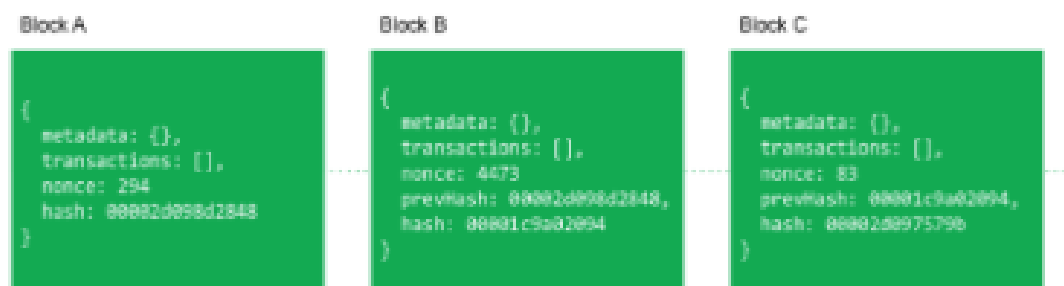 Block A
{
metadata: {},
transactions: [],
nonce: 294
hash: 00002d098d2848
}
Block B
{
metadata: {},
transactions: [],
nonce: 4473
prevHash: 00002d098d2848,
hash: 00001c9a02094
}
Block C
{
metadata: {},
transactions: [],
nonce: 83
prevHash: 00001c9a02094,
hash: 00002d097579b
}